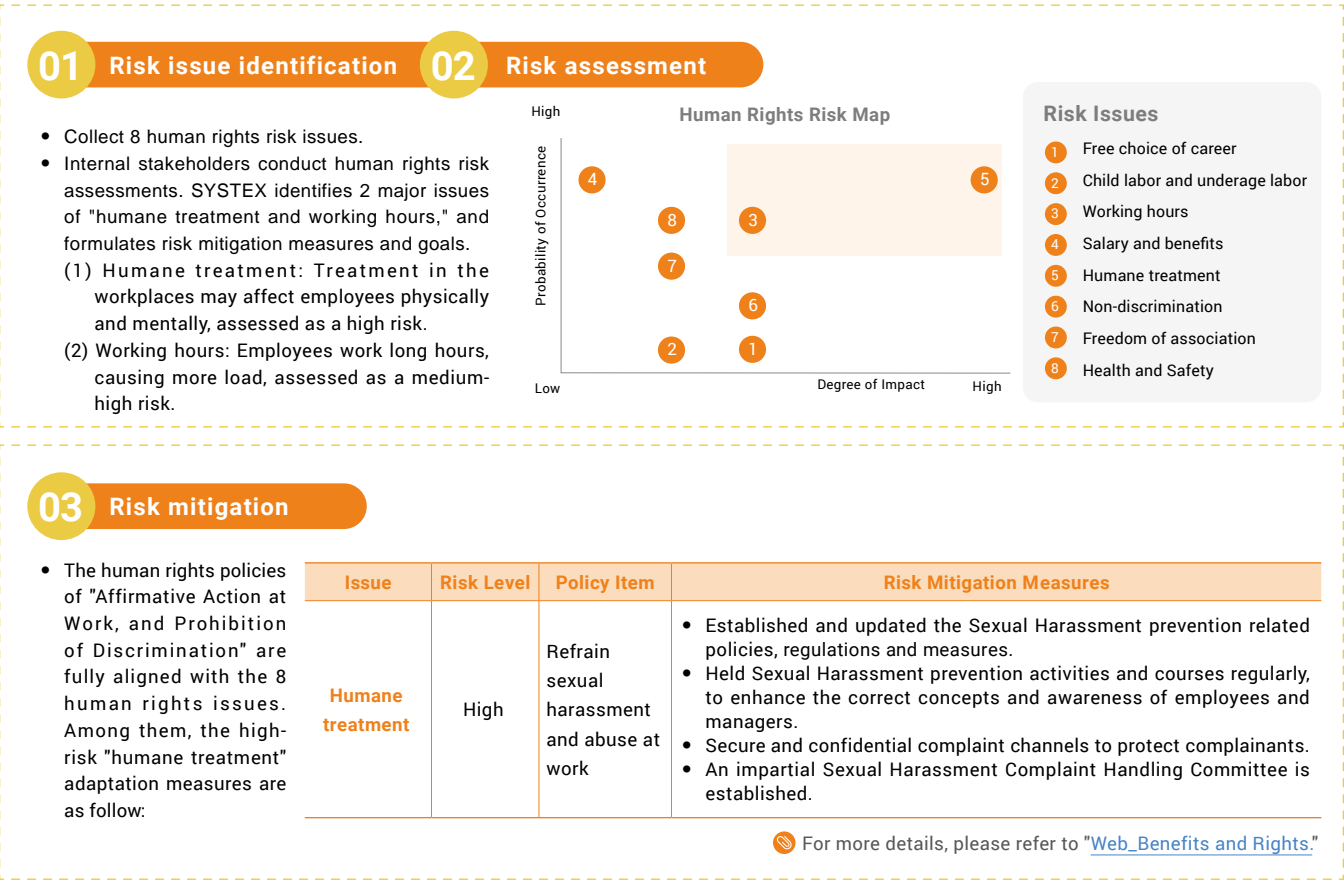 01 Risk issue identification
02 Risk assessment
• Collect 8 human rights risk issues.
• Internal stakeholders conduct human rights risk
assessments. SYSTEX identifies 2 major issues
of "humane treatment and working hours," and
formulates risk mitigation measures and goals.
(1) Humane treatment: Treatment in the
workplaces may affect employees physically
and mentally, assessed as a high risk.
(2) Working hours: Employees work long hours,
causing more load, assessed as a medium-
high risk.
Human Rights Risk Map
High
Probability of Occurrence
4
5
8
3
7
6
2
1
Low
Degree of Impact
High
Risk Issues
1 Free choice of career
2 Child labor and underage labor
3 Working hours
4 Salary and benefits
5 Humane treatment
6 Non-discrimination
7 Freedom of association
8 Health and Safety
03 Risk mitigation
• The human rights policies
of "Affirmative Action at
Work, and Prohibition
of Discrimination" are
fully aligned with the 8
human rights issues.
Among them, the high-
risk "humane treatment"
adaptation measures are
as follow:
Issue
Risk Level
Policy Item
Risk Mitigation Measures
Humane
treatment
High
Refrain
sexual
harassment
and abuse at
work
• Established and updated the Sexual Harassment prevention related
policies, regulations and measures.
• Held Sexual Harassment prevention activities and courses regularly,
to enhance the correct concepts and awareness of employees and
managers.
• Secure and confidential complaint channels to protect complainants.
• An impartial Sexual Harassment Complaint Handling Committee is
established.
For more details, please refer to "Web_Benefits and Rights."